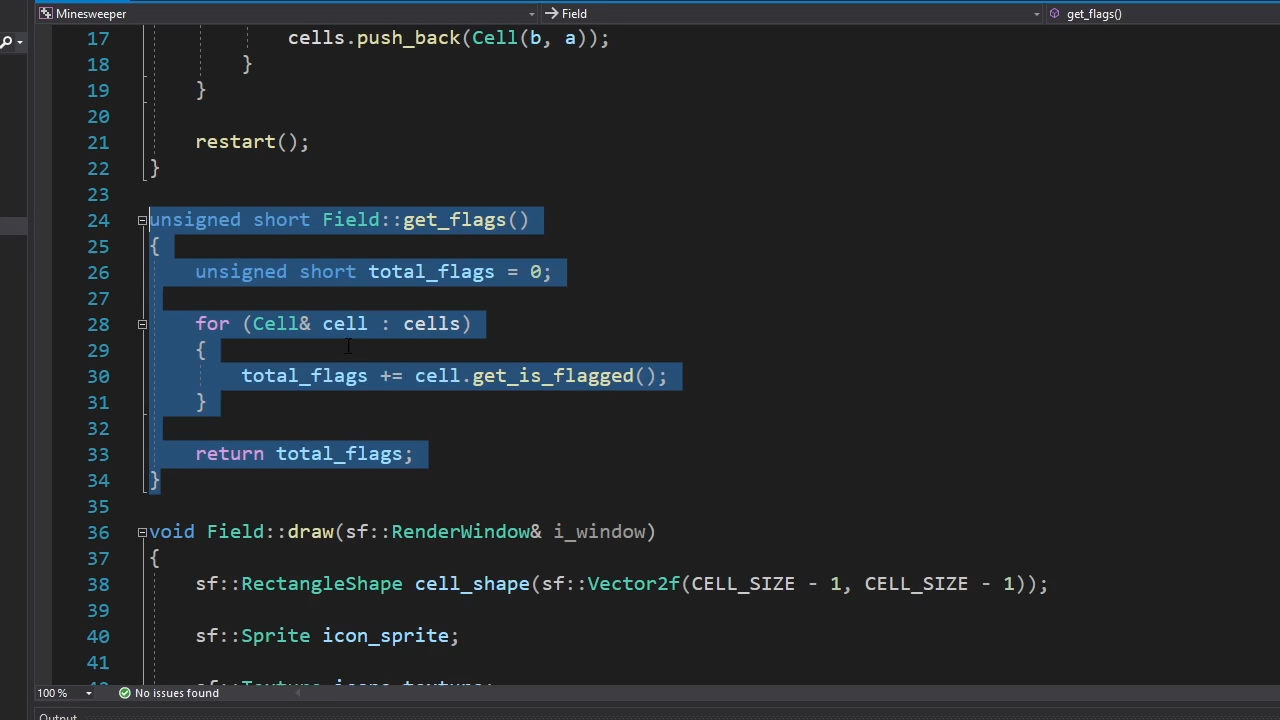 Minesweeper Field get_flags()
17 cells.push_back(Cell(b, a));
18 }
19 }
20
21 restart();
22 }
23
24 unsigned short Field::get_flags()
25 {
26 unsigned short total_flags = 0;
27
28 for (Cell& cell : cells)
29 {
30 total_flags += cell.get_is_flagged();
31 }
32
33 return total_flags;
34 }
35
36 void Field::draw(sf::RenderWindow& i_window)
37 {
38 sf::RectangleShape cell_shape(sf::Vector2f(CELL_SIZE - 1, CELL_SIZE - 1));
39
40 sf::Sprite icon_sprite;
41
100 % No issues found
Output